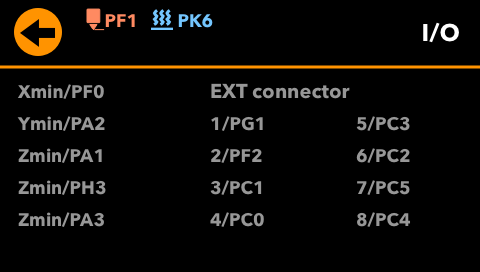 PF1 PK6
I/O
Xmin/PF0 EXT connector
Ymin/PA2 1/PG1 5/PC3
Zmin/PA1 2/PF2 6/PC2
Zmin/PH3 3/PC1 7/PC5
Zmin/PA3 4/PC0 8/PC4